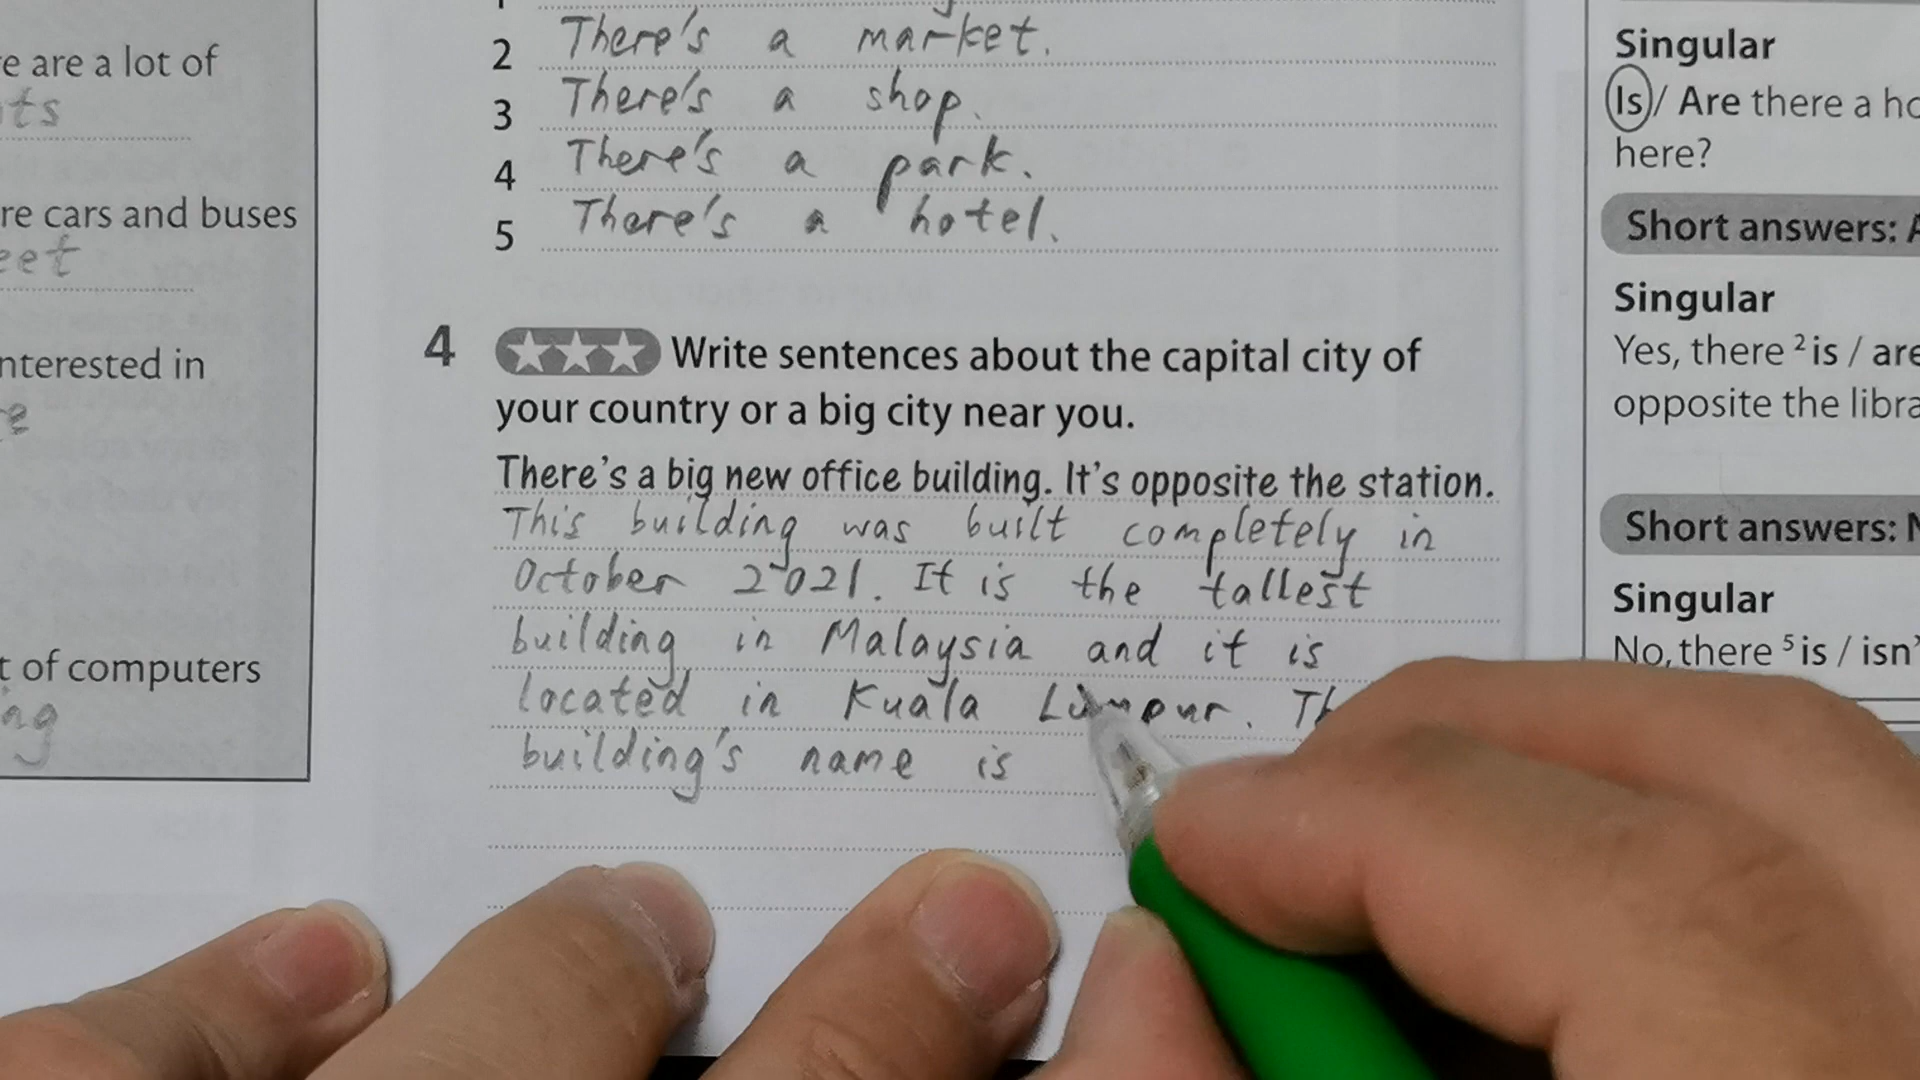 e are a lot of
ts
re cars and buses
eet
nterested in
e
t of computers
ng
2 There's a market.
3 There's a shop.
4 There's a park.
5 There's a hotel.
4 Write sentences about the capital city of
your country or a big city near you.
There's a big new office building. It's opposite the station.
This building was built completely in
October 2021. It is the tallest
building in Malaysia and it is
located in Kuala Lumpur. Th
building's name is
Singular
Is / Are there a ho
here?
Short answers: A
Singular
Yes, there 2 is / are
opposite the libra
Short answers: N
Singular
No, there 5 is / isn'